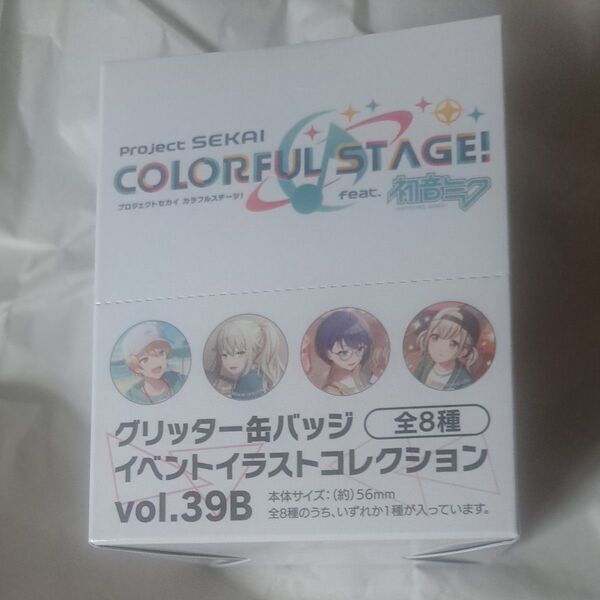 Project SEKAI
COLORFUL STAGE!
プロジェクトセカイ カラフルステージ！
feat. 初音ミク
グリッター缶バッジ 全8種
イベントイラストコレクション
vol.39B
本体サイズ：(約)56mm
全8種のうち、いずれか1種が入っています。